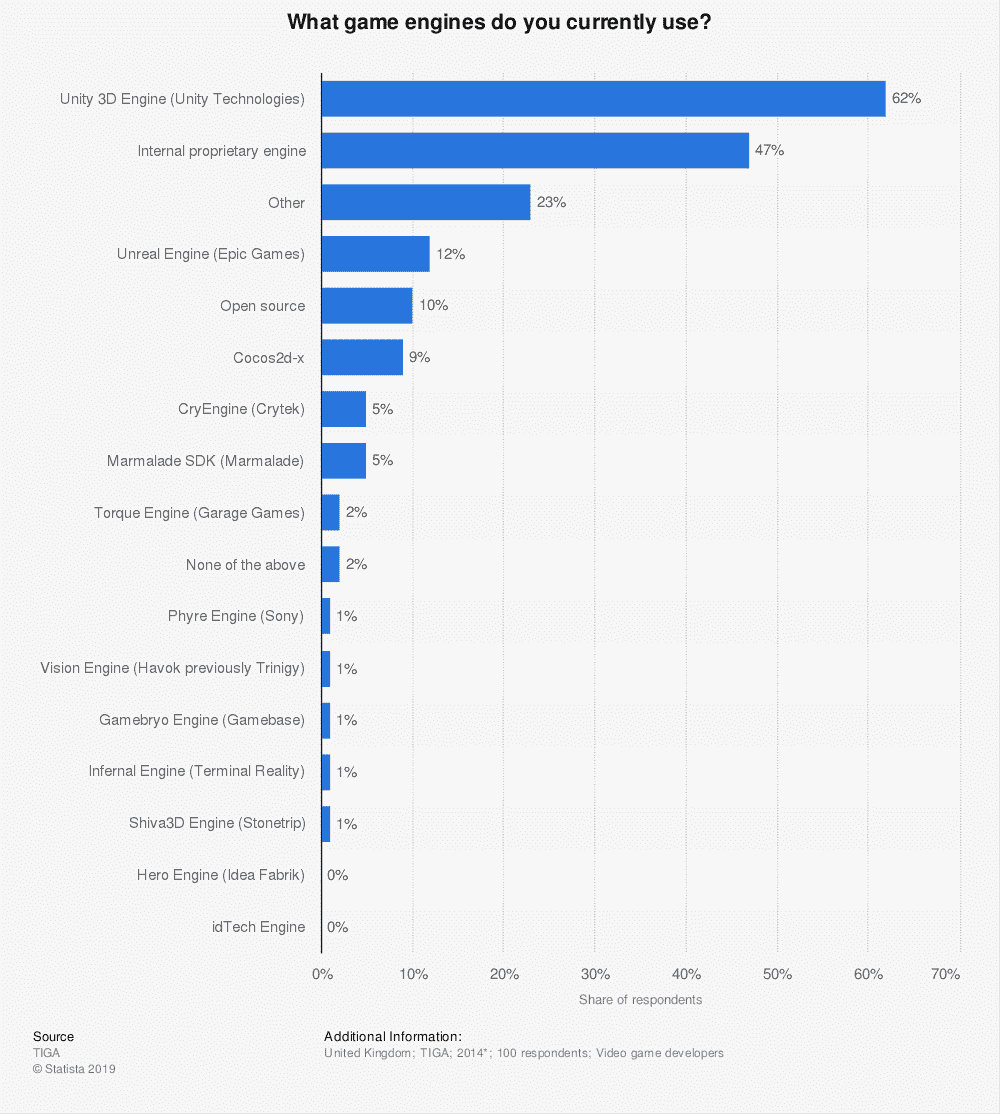 What game engines do you currently use?
Unity 3D Engine (Unity Technologies) 62%
Internal proprietary engine 47%
Other 23%
Unreal Engine (Epic Games) 12%
Open source 10%
Cocos2d-x 9%
CryEngine (Crytek) 5%
Marmalade SDK (Marmalade) 5%
Torque Engine (Garage Games) 2%
None of the above 2%
Phyre Engine (Sony) 1%
Vision Engine (Havok previously Trinigy) 1%
Gamebryo Engine (Gamebase) 1%
Infernal Engine (Terminal Reality) 1%
Shiva3D Engine (Stonetrip) 1%
Hero Engine (Idea Fabrik) 0%
idTech Engine 0%
0% 10% 20% 30% 40% 50% 60% 70%
Share of respondents
Source
TIGA
© Statista 2019
Additional Information:
United Kingdom; TIGA; 2014*; 100 respondents; Video game developers